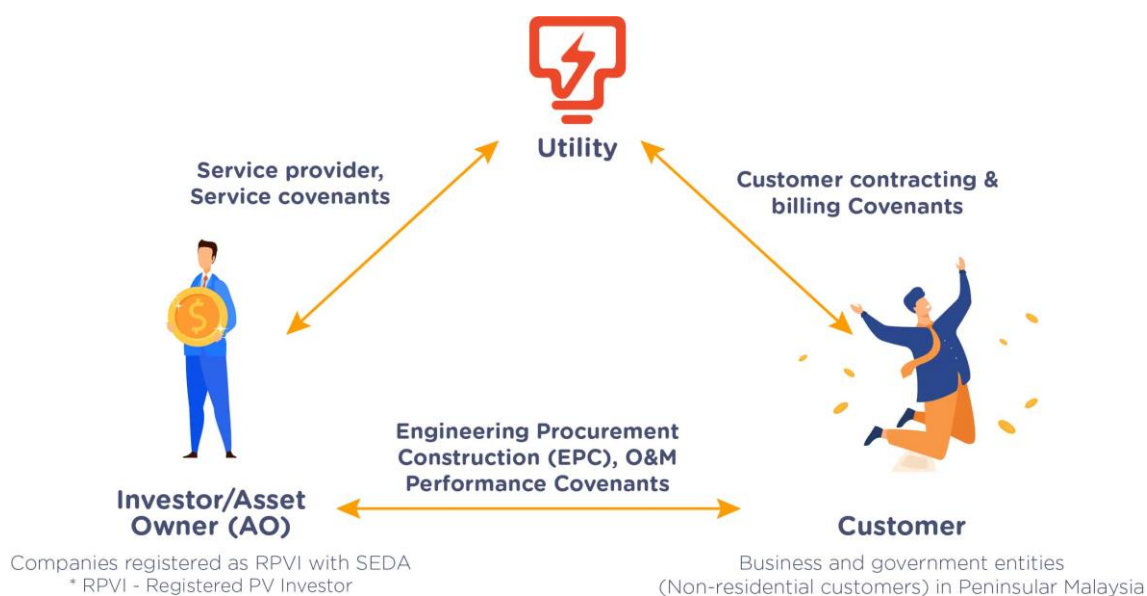 Utility
Service provider,
Service covenants
Customer contracting &
billing Covenants
$
Engineering Procurement
Construction (EPC), O&M
Performance Covenants
Investor/Asset
Owner (AO)
Companies registered as RPVI with SEDA
* RPVI - Registered PV Investor
Customer
Business and government entities
(Non-residential customers) in Peninsular Malaysia